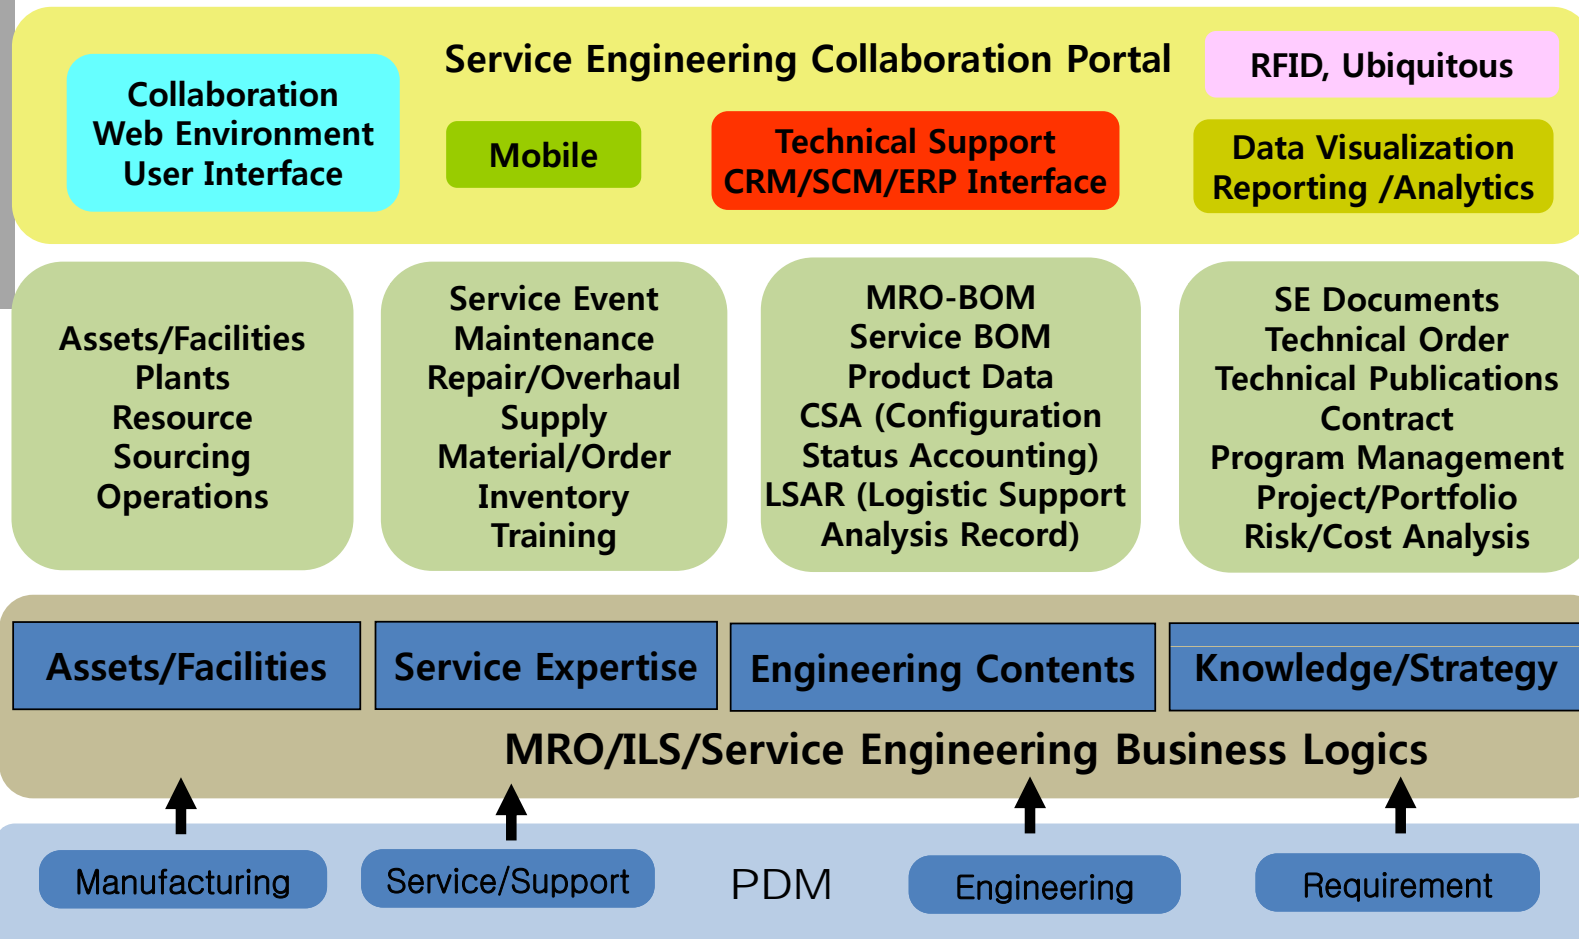 Service Engineering Collaboration Portal
Collaboration
Web Environment
User Interface
Mobile
Technical Support
CRM/SCM/ERP Interface
RFID, Ubiquitous
Data Visualization
Reporting /Analytics
Assets/Facilities
Plants
Resource
Sourcing
Operations
Service Event
Maintenance
Repair/Overhaul
Supply
Material/Order
Inventory
Training
MRO-BOM
Service BOM
Product Data
CSA (Configuration
Status Accounting)
LSAR (Logistic Support
Analysis Record)
SE Documents
Technical Order
Technical Publications
Contract
Program Management
Project/Portfolio
Risk/Cost Analysis
Assets/Facilities
Service Expertise
Engineering Contents
Knowledge/Strategy
MRO/ILS/Service Engineering Business Logics
Manufacturing
Service/Support
PDM
Engineering
Requirement